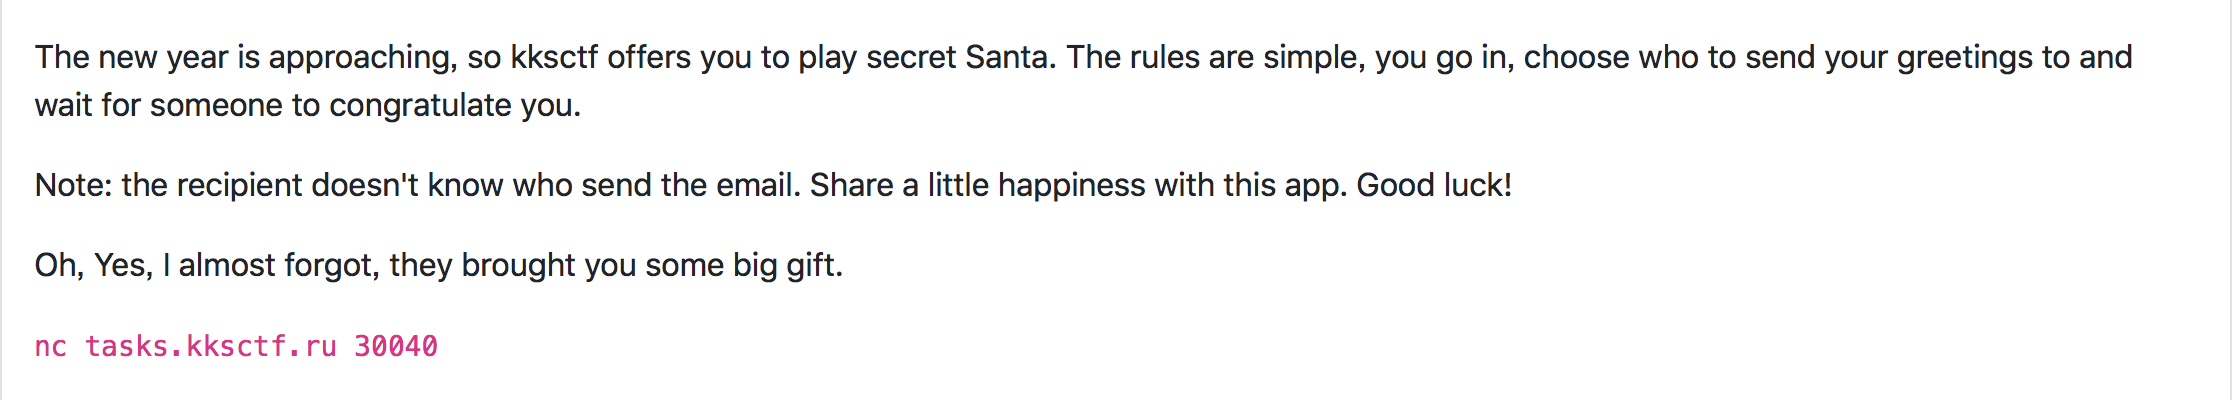 The new year is approaching, so kksctf offers you to play secret Santa. The rules are simple, you go in, choose who to send your greetings to and
wait for someone to congratulate you.
Note: the recipient doesn't know who send the email. Share a little happiness with this app. Good luck!
Oh, Yes, I almost forgot, they brought you some big gift.
nc tasks.kksctf.ru 30040